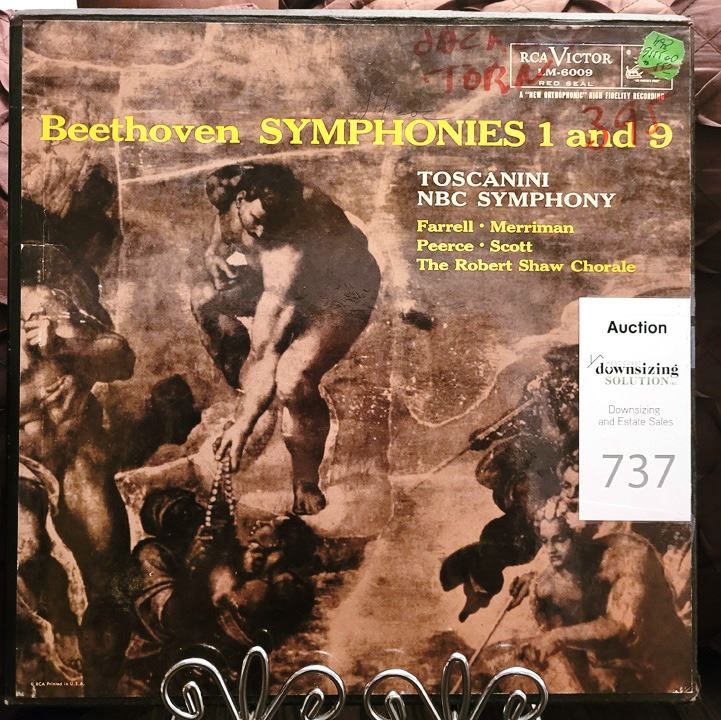 RCA VICTOR
LM-6009
RED SEAL
A "NEW ORTHOPHONIC" HIGH FIDELITY RECORDING
TORN
Beethoven SYMPHONIES 1 and 9
TOSCANINI
NBC SYMPHONY
Farrell • Merriman
Peerce • Scott
The Robert Shaw Chorale
Auction
downsizing
SOLUTION
Downsizing
and Estate Sales
737
© RCA Printed in U.S.A.